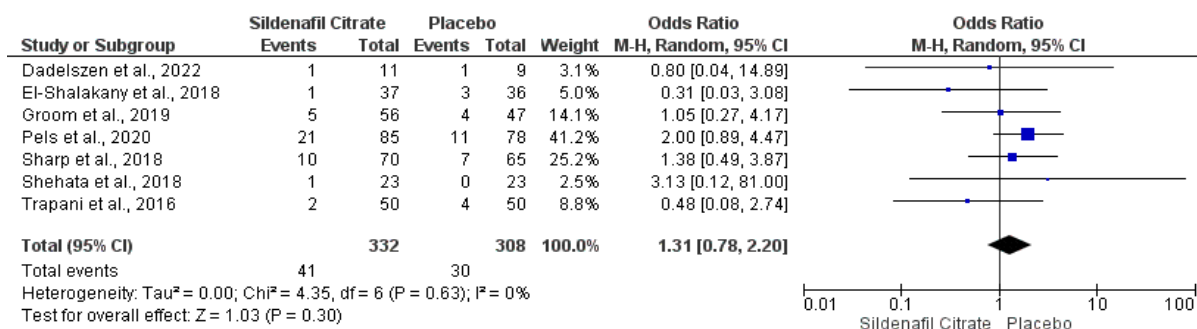 Sildenafil Citrate Placebo Odds Ratio Odds Ratio
Study or Subgroup Events Total Events Total Weight M-H, Random, 95% CI M-H, Random, 95% CI
Dadelszen et al., 2022 1 11 1 9 3.1% 0.80 [0.04, 14.89]
El-Shalakany et al., 2018 1 37 3 36 5.0% 0.31 [0.03, 3.08]
Groom et al., 2019 5 56 4 47 14.1% 1.05 [0.27, 4.17]
Pels et al., 2020 21 85 11 78 41.2% 2.00 [0.89, 4.47]
Sharp et al., 2018 10 70 7 65 25.2% 1.38 [0.49, 3.87]
Shehata et al., 2018 1 23 0 23 2.5% 3.13 [0.12, 81.00]
Trapani et al., 2016 2 50 4 50 8.8% 0.48 [0.08, 2.74]
Total (95% CI) 332 308 100.0% 1.31 [0.78, 2.20]
Total events 41 30
Heterogeneity: Tau² = 0.00; Chi² = 4.35, df = 6 (P = 0.63); I² = 0%
Test for overall effect: Z = 1.03 (P = 0.30)
0.01 0.1 1 10 100
Sildenafil Citrate Placebo